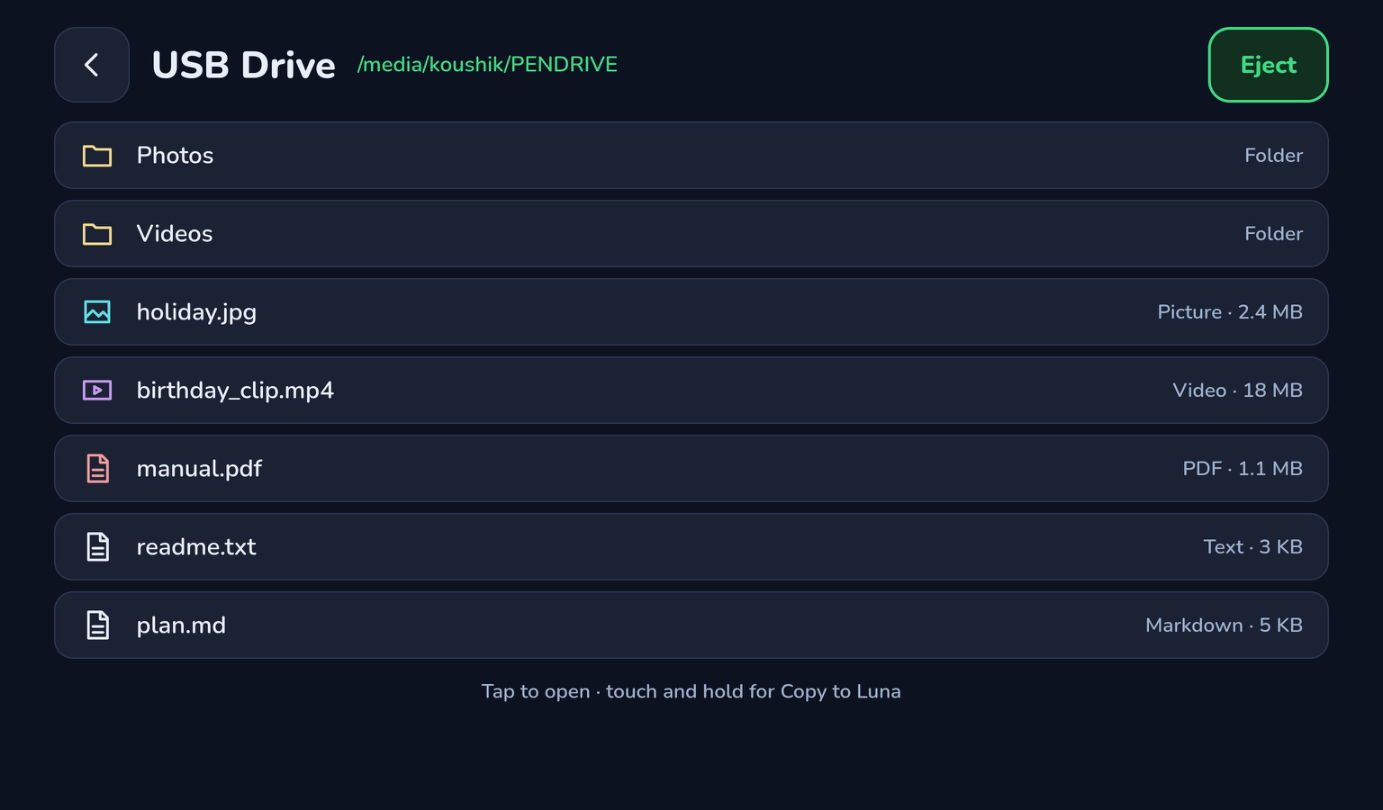 USB Drive /media/koushik/PENDRIVE Eject
Photos Folder
Videos Folder
holiday.jpg Picture · 2.4 MB
birthday_clip.mp4 Video · 18 MB
manual.pdf PDF · 1.1 MB
readme.txt Text · 3 KB
plan.md Markdown · 5 KB
Tap to open · touch and hold for Copy to Luna